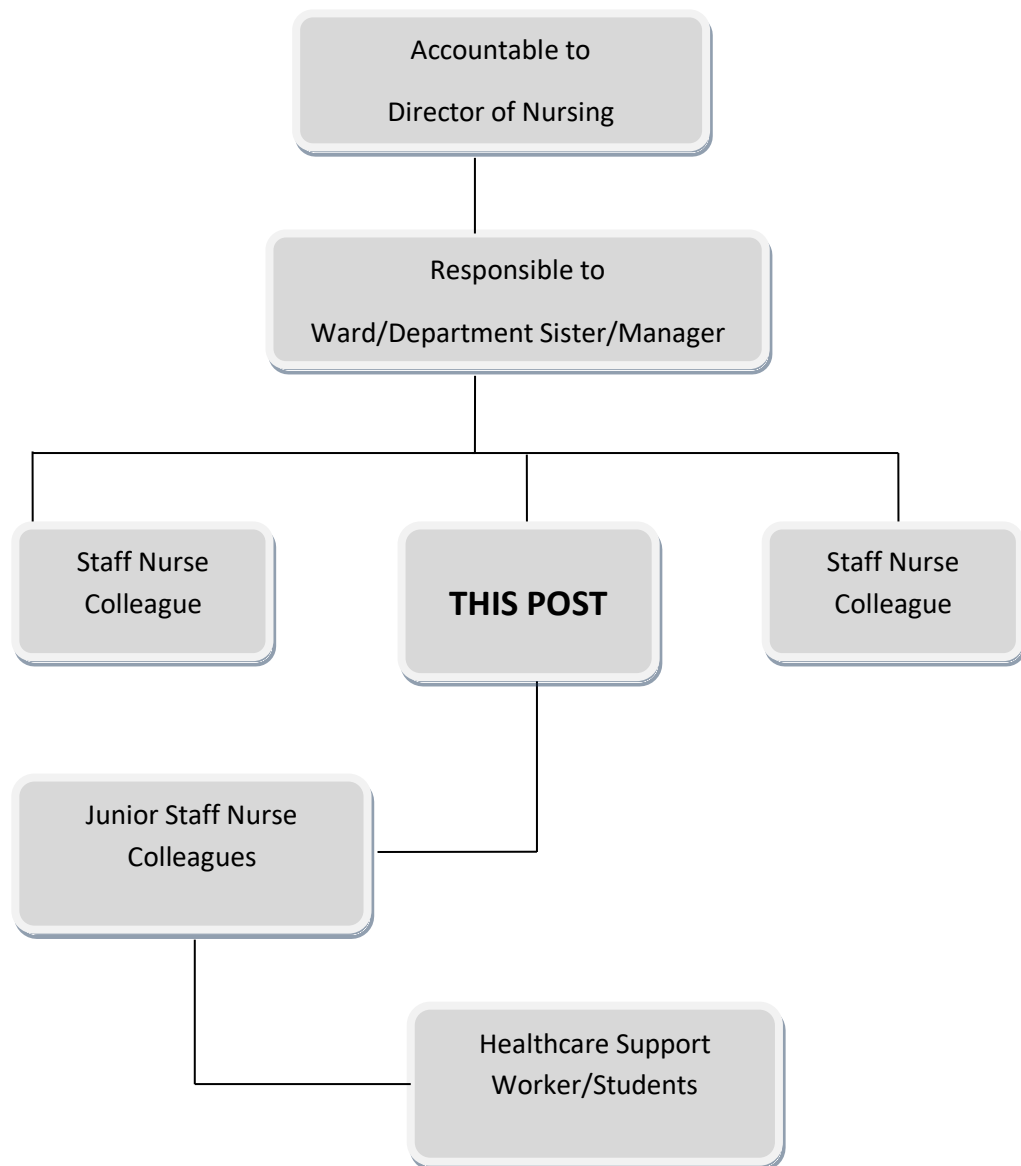 Accountable to
Director of Nursing
Responsible to
Ward/Department Sister/Manager
Staff Nurse
Colleague
THIS POST
Staff Nurse
Colleague
Junior Staff Nurse
Colleagues
Healthcare Support
Worker/Students